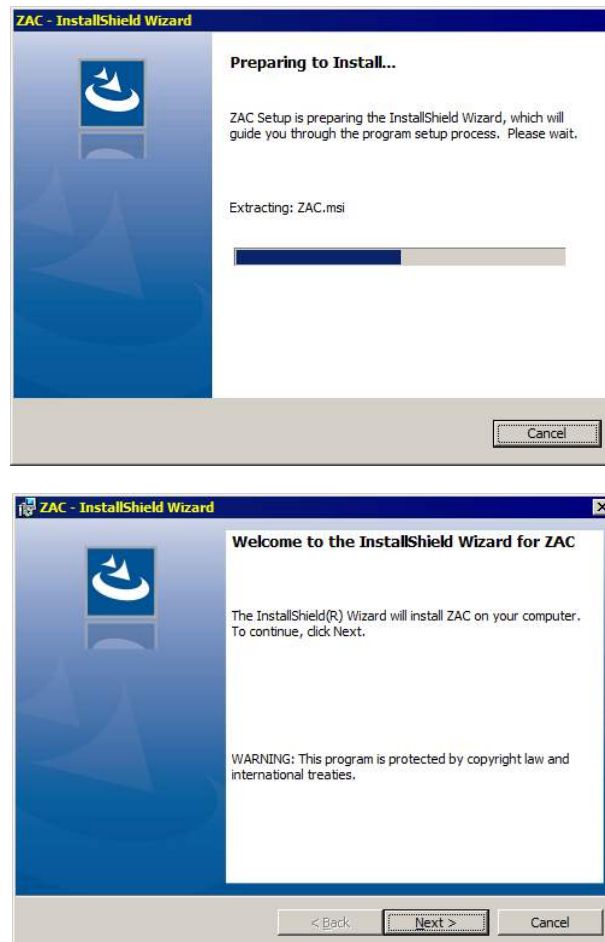 ZAC - InstallShield Wizard
Preparing to Install...
ZAC Setup is preparing the InstallShield Wizard, which will
guide you through the program setup process.  Please wait.
Extracting: ZAC.msi
Cancel
ZAC - InstallShield Wizard
Welcome to the InstallShield Wizard for ZAC
The InstallShield(R) Wizard will install ZAC on your computer.
To continue, click Next.
WARNING: This program is protected by copyright law and
international treaties.
< Back
Next >
Cancel